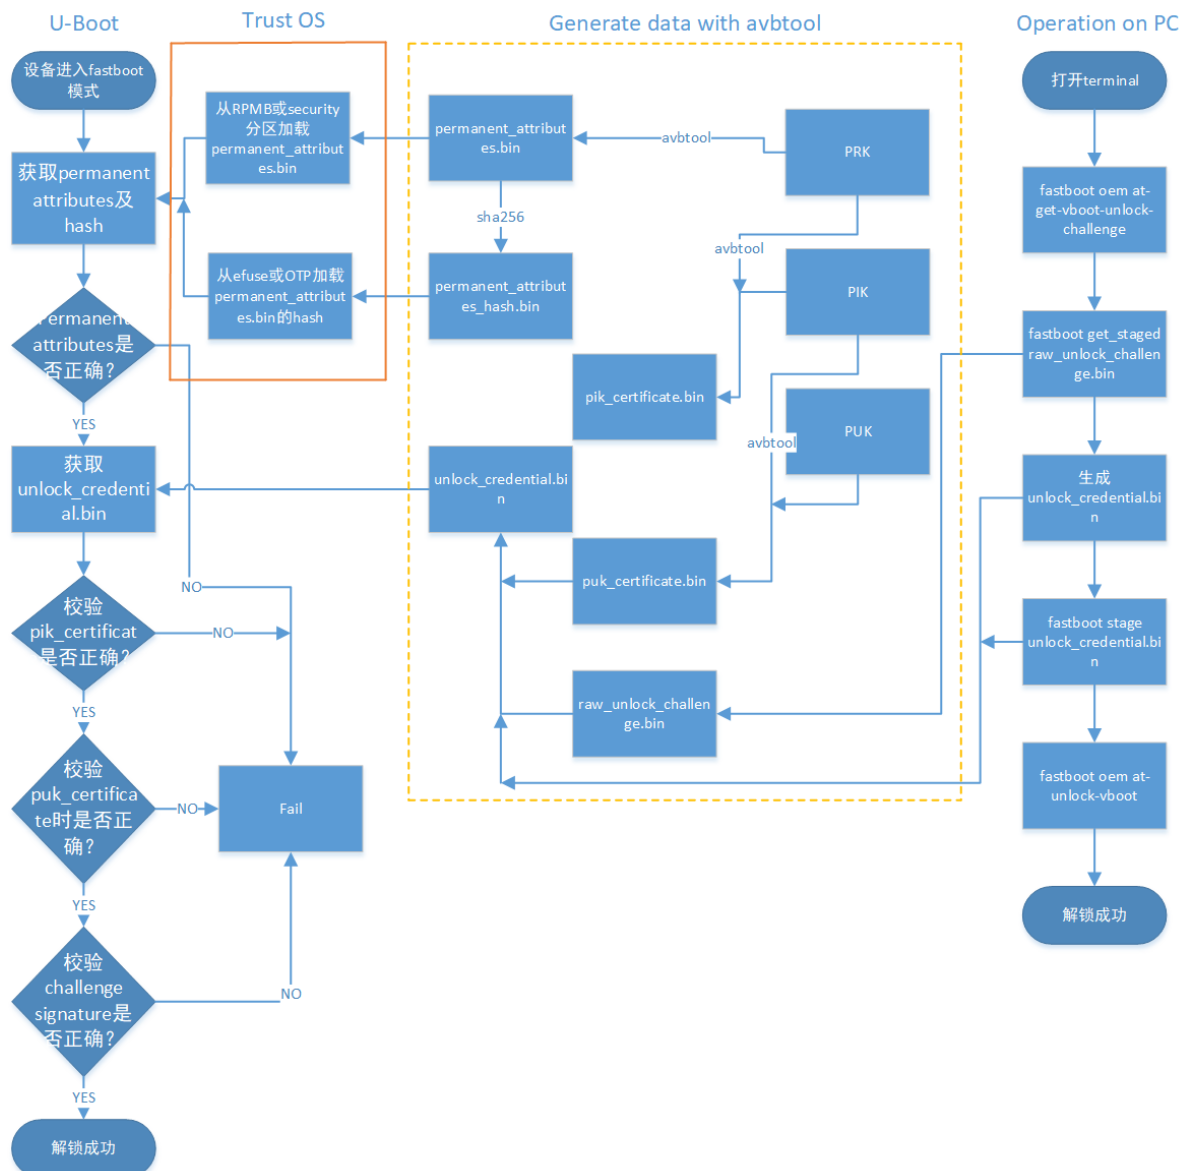 U-Boot
Trust OS
Generate data with avbtool
Operation on PC
设备进入fastboot
模式
获取permanent
attributes及
hash
Permanent
attributes是
否正确？
YES
获取
unlock_credenti
al.bin
NO
校验
pik_certificat
是否正确？
NO
YES
校验
puk_certifica
te时是否正
确？
NO
YES
校验
challenge
signature是
否正确？
NO
YES
解锁成功
Fail
从RPMB或security
分区加载
permanent_attribut
es.bin
从efuse或OTP加载
permanent_attribut
es.bin的hash
permanent_attribut
es.bin
sha256
permanent_attribut
es_hash.bin
avbtool
PRK
avbtool
PIK
pik_certificate.bin
avbtool
PUK
unlock_credential.bi
n
puk_certificate.bin
raw_unlock_challe
nge.bin
打开terminal
fastboot oem at-
get-vboot-unlock-
challenge
fastboot get_staged
raw_unlock_challe
nge.bin
生成
unlock_credential.bi
n
fastboot stage
unlock_credential.bi
n
fastboot oem at-
unlock-vboot
解锁成功